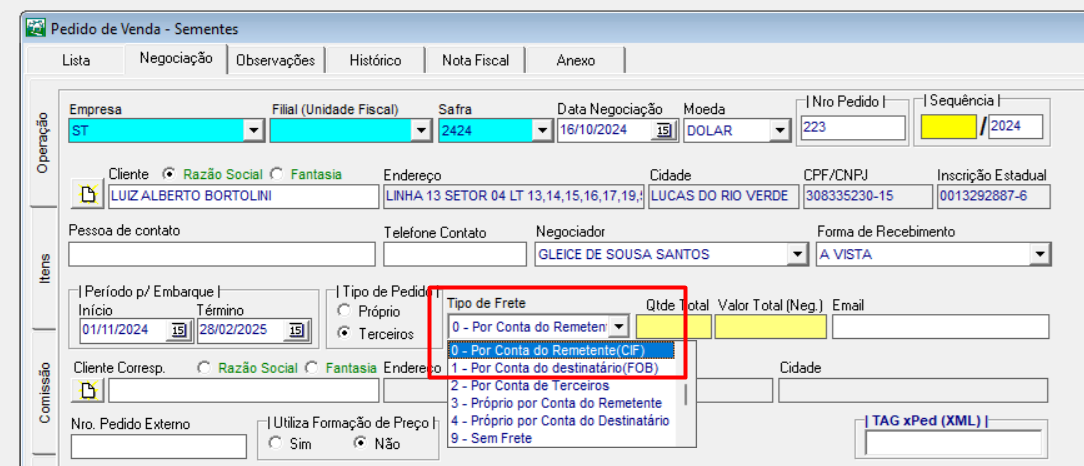 Pedido de Venda - Sementes
Lista Negociação Observações Histórico Nota Fiscal Anexo
Operação
Itens
Comissão
Empresa Filial (Unidade Fiscal) Safra Data Negociação Moeda Nro Pedido Sequência
ST 2424 16/10/2024 15 DOLAR 223 / 2024
Cliente Razão Social Fantasia Endereço Cidade CPF/CNPJ Inscrição Estadual
LUIZ ALBERTO BORTOLINI LINHA 13 SETOR 04 LT 13,14,15,16,17,19, LUCAS DO RIO VERDE 308335230-15 0013292887-6
Pessoa de contato Telefone Contato Negociador Forma de Recebimento
GLEICE DE SOUSA SANTOS A VISTA
Período p/ Embarque Tipo de Pedido Tipo de Frete Qtde Total Valor Total (Neg.) Email
Início Término Próprio
01/11/2024 15 28/02/2025 15 Terceiros 0 - Por Conta do Remeten
0 - Por Conta do Remetente(CIF)
1 - Por Conta do destinatário(FOB)
2 - Por Conta de Terceiros
3 - Próprio por Conta do Remetente
4 - Próprio por Conta do Destinatário
9 - Sem Frete
Cliente Corresp. Razão Social Fantasia Endereço Cidade
Nro. Pedido Externo Utiliza Formação de Preço TAG xPed (XML)
Sim Não